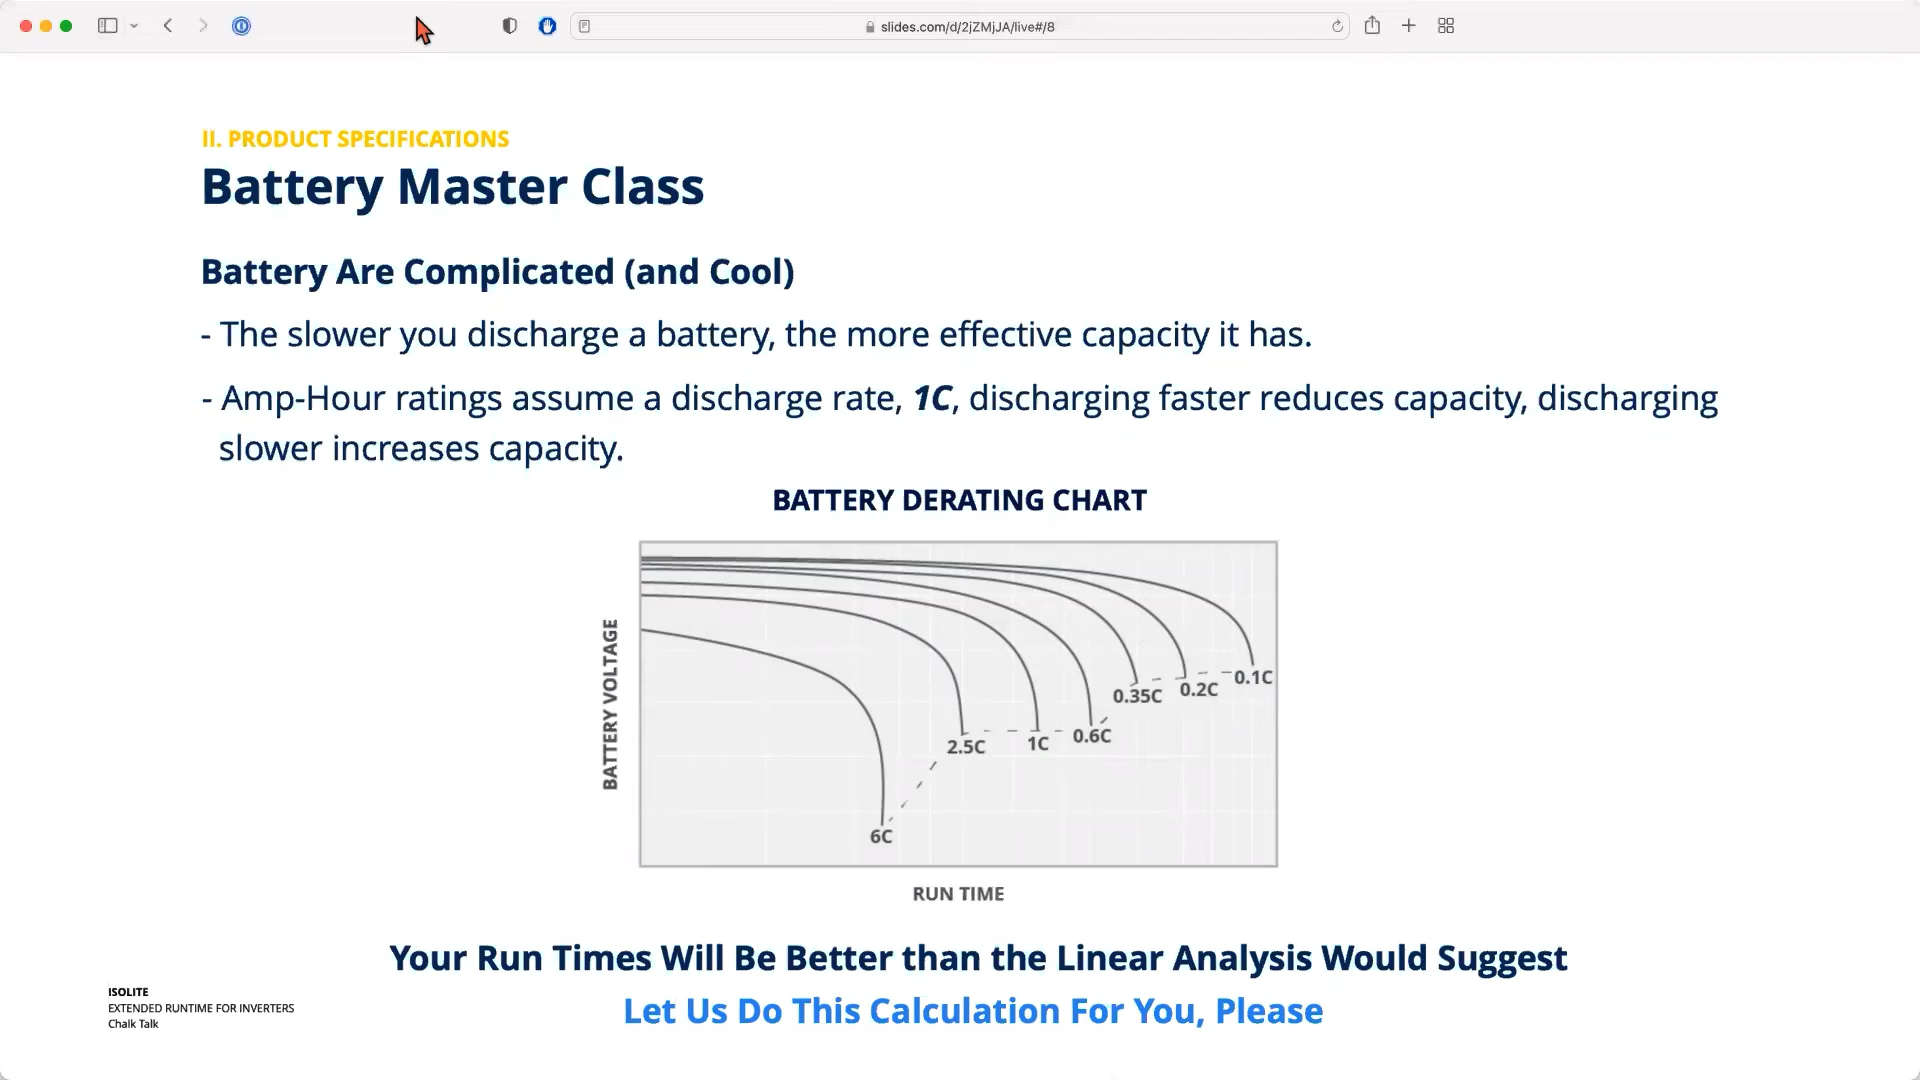 slides.com/d/2jZMjJA/live#/8
II. PRODUCT SPECIFICATIONS
Battery Master Class
Battery Are Complicated (and Cool)
- The slower you discharge a battery, the more effective capacity it has.
- Amp-Hour ratings assume a discharge rate, 1C, discharging faster reduces capacity, discharging
slower increases capacity.
BATTERY DERATING CHART
BATTERY VOLTAGE
0.1C
0.2C
0.35C
0.6C
1C
2.5C
6C
RUN TIME
Your Run Times Will Be Better than the Linear Analysis Would Suggest
Let Us Do This Calculation For You, Please
ISOLITE
EXTENDED RUNTIME FOR INVERTERS
Chalk Talk